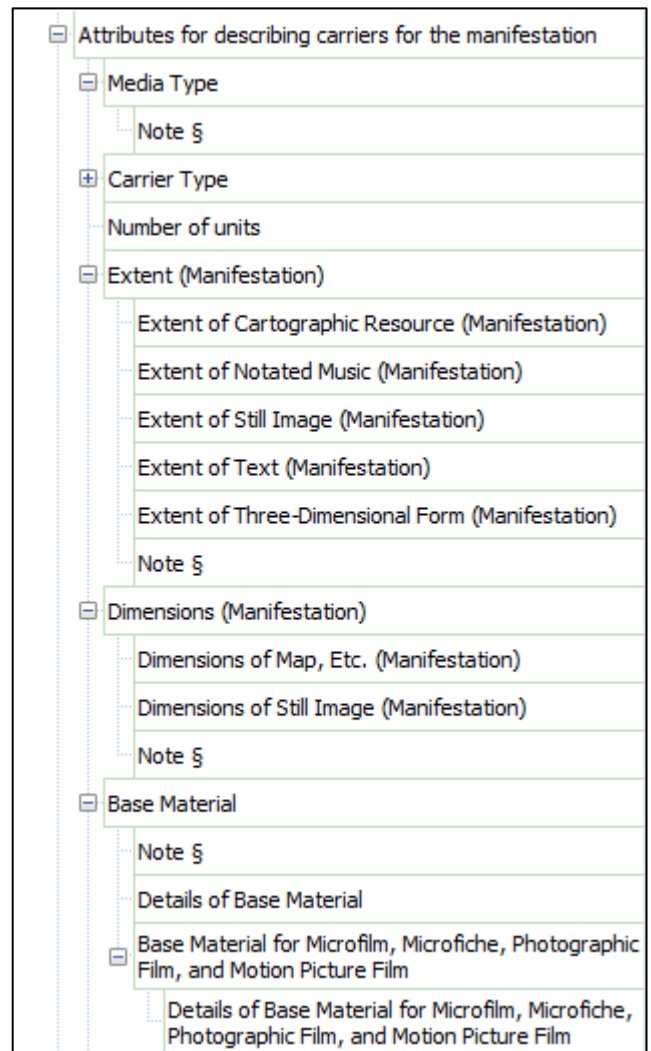 Attributes for describing carriers for the manifestation
Media Type
Note §
Carrier Type
Number of units
Extent (Manifestation)
Extent of Cartographic Resource (Manifestation)
Extent of Notated Music (Manifestation)
Extent of Still Image (Manifestation)
Extent of Text (Manifestation)
Extent of Three-Dimensional Form (Manifestation)
Note §
Dimensions (Manifestation)
Dimensions of Map, Etc. (Manifestation)
Dimensions of Still Image (Manifestation)
Note §
Base Material
Note §
Details of Base Material
Base Material for Microfilm, Microfiche, Photographic
Film, and Motion Picture Film
Details of Base Material for Microfilm, Microfiche,
Photographic Film, and Motion Picture Film